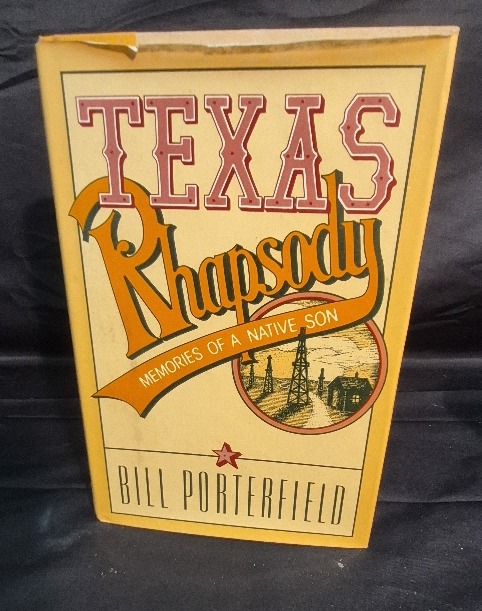 TEXAS
Rhapsody
MEMORIES OF A NATIVE SON
BILL PORTERFIELD